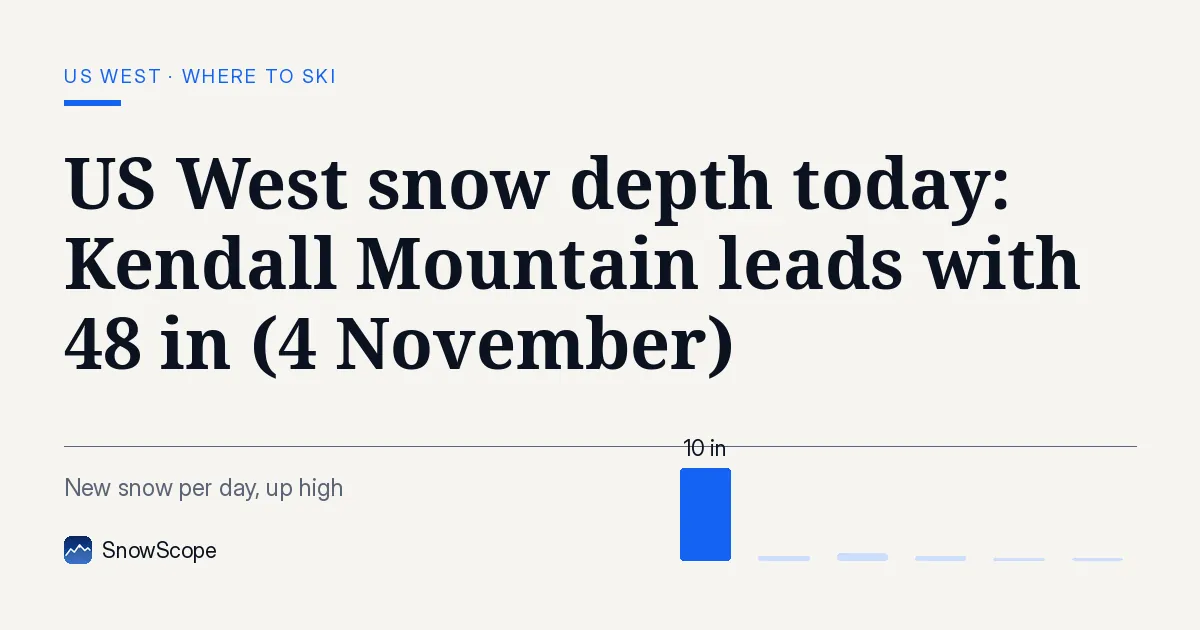 US WEST · WHERE TO SKI
US West snow depth today:
Kendall Mountain leads with
48 in (4 November)
10 in
New snow per day, up high
SnowScope